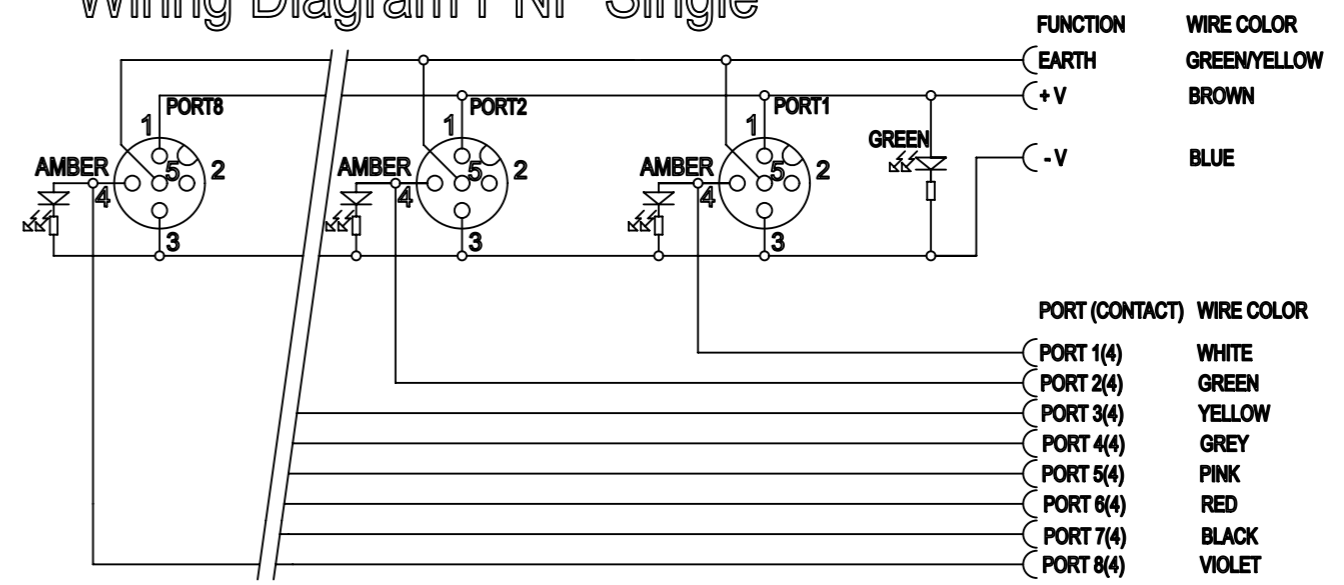 Wiring Diagram PNP Single
FUNCTION WIRE COLOR
EARTH GREEN/YELLOW
+ V BROWN
- V BLUE
PORT8 PORT2 PORT1
1 1 1
GREEN
AMBER 5 2 AMBER 5 2 AMBER 5 2
4 4 4
3 3 3
PORT (CONTACT) WIRE COLOR
PORT 1(4) WHITE
PORT 2(4) GREEN
PORT 3(4) YELLOW
PORT 4(4) GREY
PORT 5(4) PINK
PORT 6(4) RED
PORT 7(4) BLACK
PORT 8(4) VIOLET